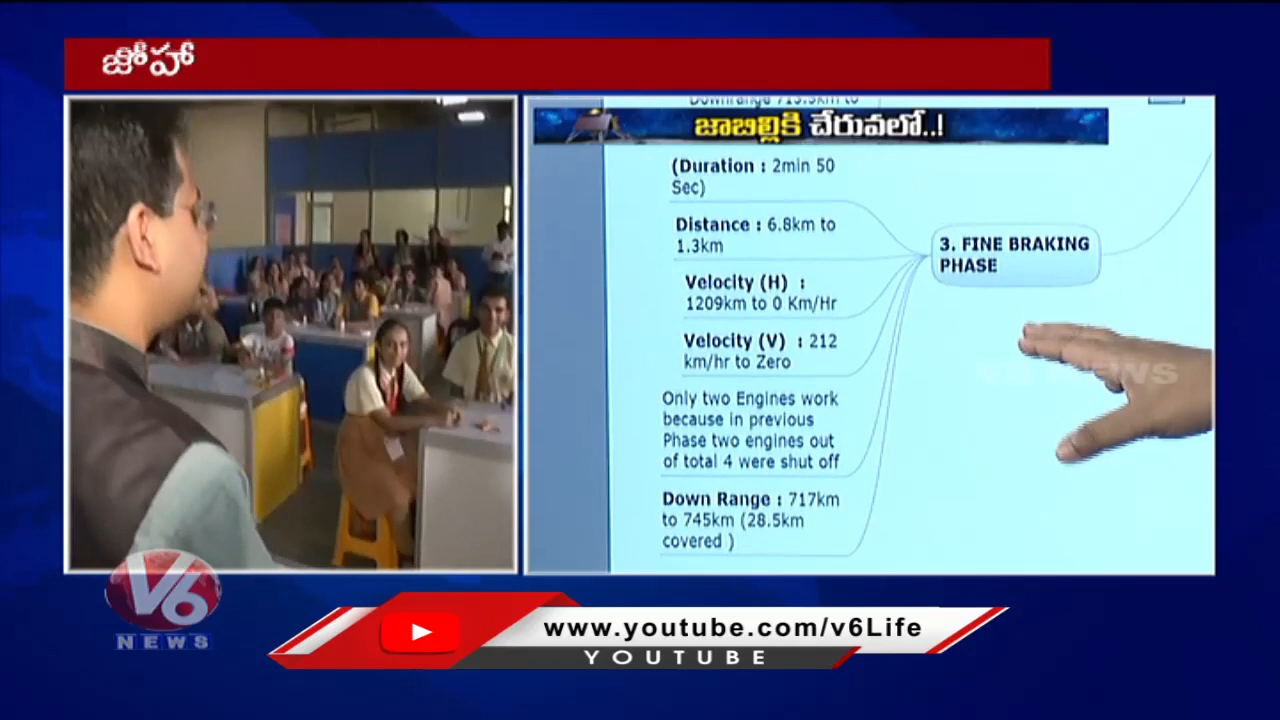 జోహా
జాబిల్లికి చేరువలో..!
(Duration : 2min 50
Sec)
Distance : 6.8km to
1.3km
Velocity (H) :
1209km to 0 Km/Hr
Velocity (V) : 212
km/hr to Zero
Only two Engines work
because in previous
Phase two engines out
of total 4 were shut off
Down Range : 717km
to 745km (28.5km
covered )
3. FINE BRAKING
PHASE
V6 NEWS
V6
NEWS
www.youtube.com/v6Life
YOUTUBE